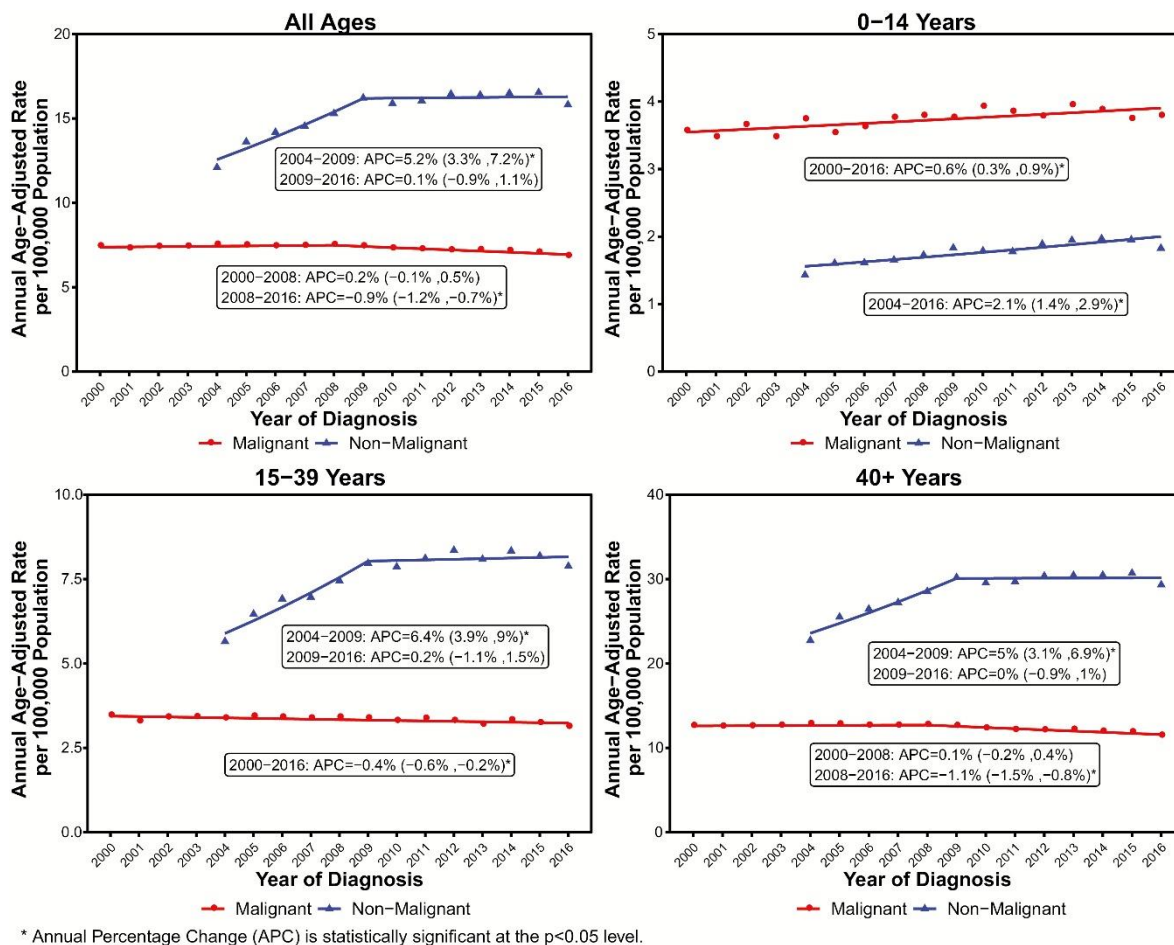 All Ages
Annual Age−Adjusted Rate
per 100,000 Population
20
15
10
5
0
2004−2009: APC=5.2% (3.3% ,7.2%)*
2009−2016: APC=0.1% (−0.9% ,1.1%)
2000−2008: APC=0.2% (−0.1% ,0.5%)
2008−2016: APC=−0.9% (−1.2% ,−0.7%)*
2000 2001 2002 2003 2004 2005 2006 2007 2008 2009 2010 2011 2012 2013 2014 2015 2016
Year of Diagnosis
Malignant Non−Malignant
0−14 Years
Annual Age−Adjusted Rate
per 100,000 Population
5
4
3
2
1
0
2000−2016: APC=0.6% (0.3% ,0.9%)*
2004−2016: APC=2.1% (1.4% ,2.9%)*
2000 2001 2002 2003 2004 2005 2006 2007 2008 2009 2010 2011 2012 2013 2014 2015 2016
Year of Diagnosis
Malignant Non−Malignant
15−39 Years
Annual Age−Adjusted Rate
per 100,000 Population
10.0
7.5
5.0
2.5
0.0
2004−2009: APC=6.4% (3.9% ,9%)*
2009−2016: APC=0.2% (−1.1% ,1.5%)
2000−2016: APC=−0.4% (−0.6% ,−0.2%)*
2000 2001 2002 2003 2004 2005 2006 2007 2008 2009 2010 2011 2012 2013 2014 2015 2016
Year of Diagnosis
Malignant Non−Malignant
40+ Years
Annual Age−Adjusted Rate
per 100,000 Population
40
30
20
10
0
2004−2009: APC=5% (3.1% ,6.9%)*
2009−2016: APC=0% (−0.9% ,1%)
2000−2008: APC=0.1% (−0.2% ,0.4%)
2008−2016: APC=−1.1% (−1.5% ,−0.8%)*
2000 2001 2002 2003 2004 2005 2006 2007 2008 2009 2010 2011 2012 2013 2014 2015 2016
Year of Diagnosis
Malignant Non−Malignant
* Annual Percentage Change (APC) is statistically significant at the p<0.05 level.